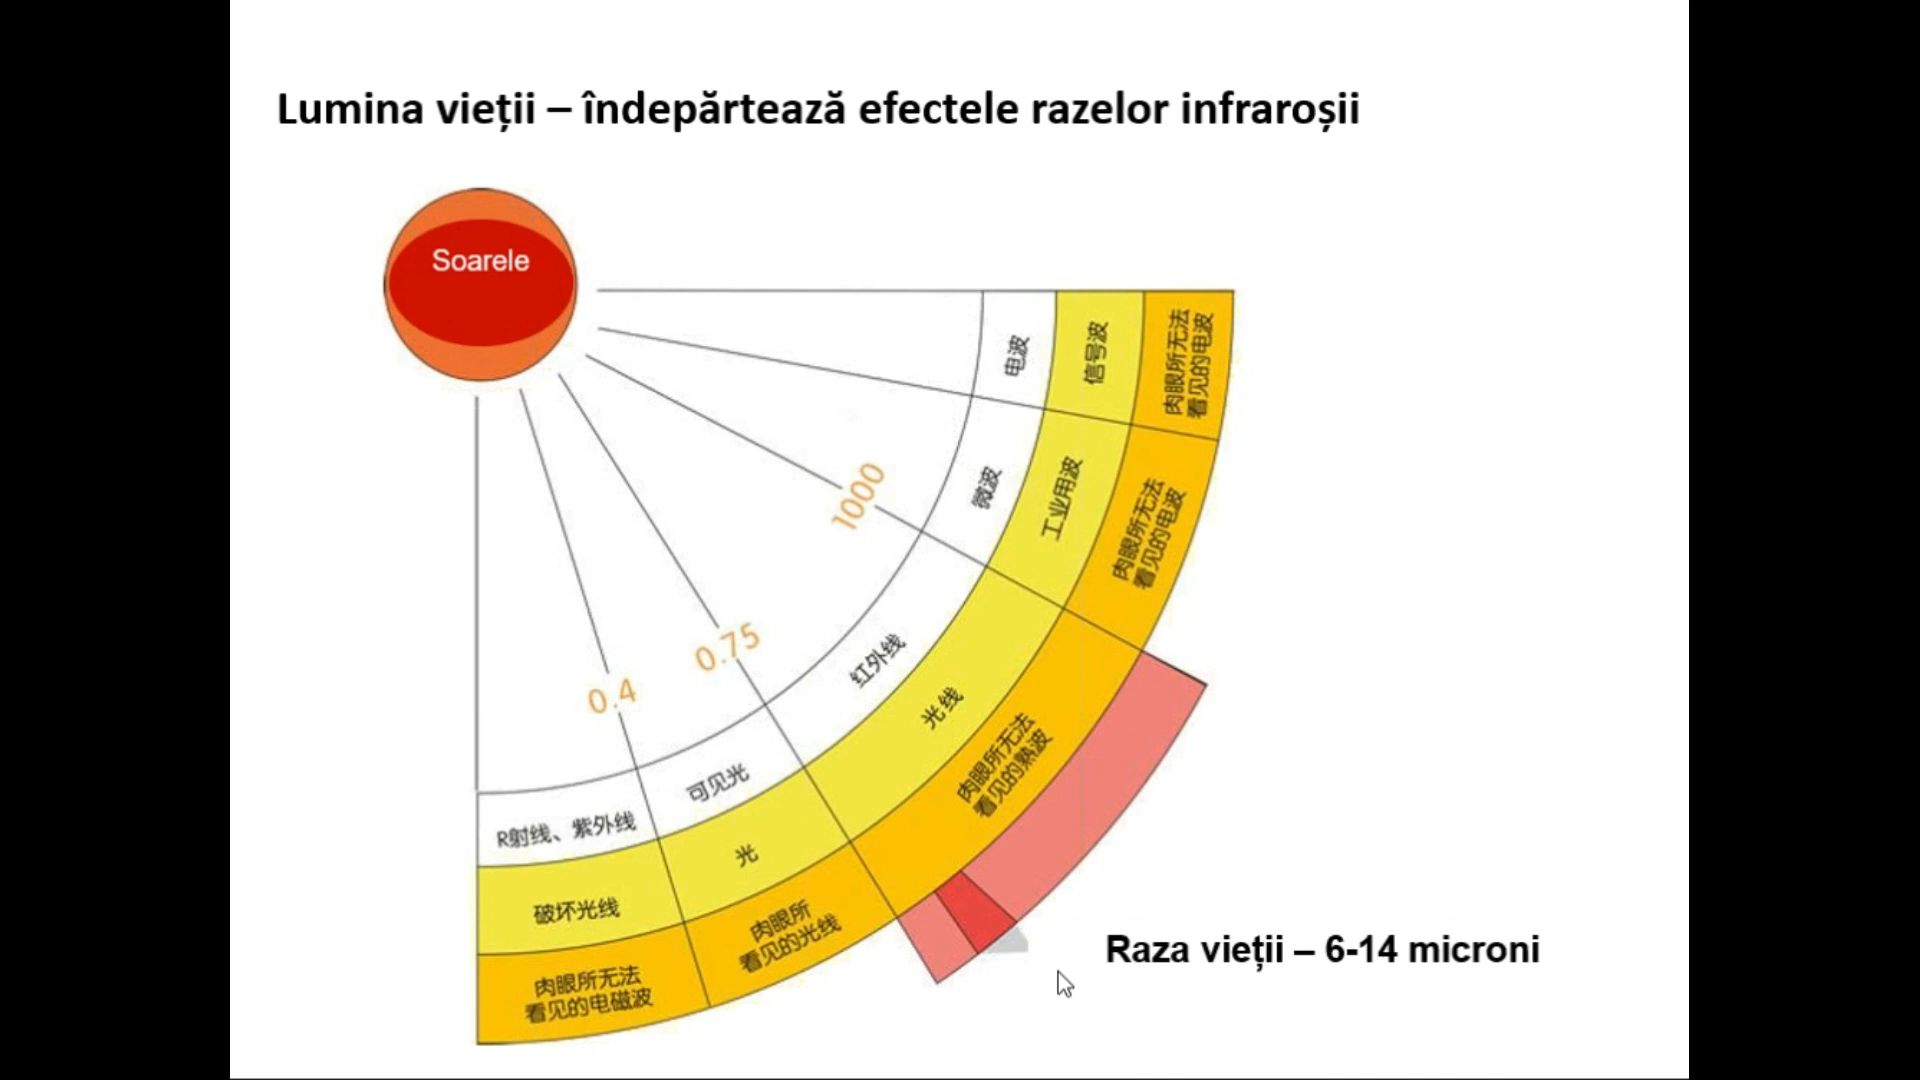 Lumina vieții – îndepărtează efectele razelor infraroșii
Soarele
电波
信号波
肉眼所无法
看见的电波
微波
工业用波
肉眼所无法
看见的电波
1000
红外线
光线
肉眼所无法
看见的熟波
0.75
0.4
可见光
光
肉眼所
看见的光线
R射线、紫外线
破坏光线
肉眼所无法
看见的电磁波
Raza vieții – 6-14 microni